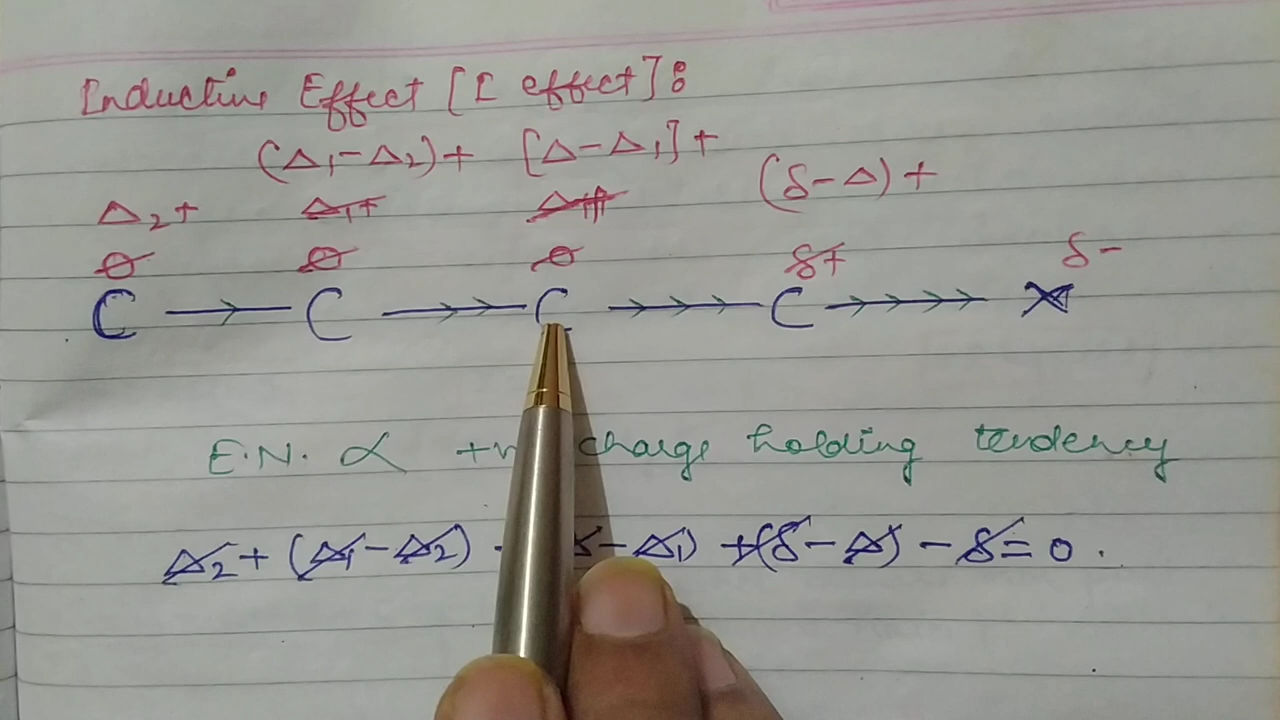 Inductive Effect [I effect]:
(Δ₁-Δ₂)+ [Δ-Δ₁]+ (δ-Δ)+
Δ₂+ Δ₁+
0 0 0 δ+ δ-
C C C C X
E.N. ∝ charge holding tendency
Δ₂+(Δ₁-Δ₂) -Δ₁) +(δ-Δ) - δ = 0.